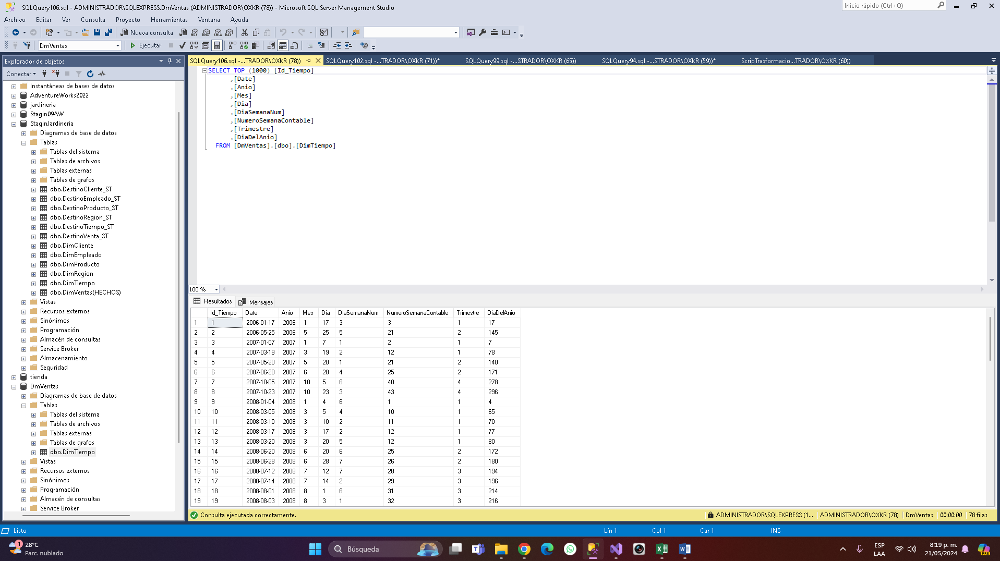 SQLQuery106.sql - ADMINISTRADOR\SQLEXPRESS.DmVentas (ADMINISTRADOR\OXKR (78)) - Microsoft SQL Server Management Studio
Inicio rápido (Ctrl+Q)
Archivo Editar Ver Consulta Proyecto Herramientas Ventana Ayuda
Nueva consulta
MDX DMX XMLA DAX
DmVentas
Ejecutar
Explorador de objetos
Conectar
Instantáneas de bases de datos
AdventureWorks2022
jardineria
Stagin09AW
StaginJardineria
Diagramas de base de datos
Tablas
Tablas del sistema
Tablas de archivos
Tablas externas
Tablas de grafos
dbo.DestinoCliente_ST
dbo.DestinoEmpleado_ST
dbo.DestinoProducto_ST
dbo.DestinoRegion_ST
dbo.DestinoTiempo_ST
dbo.DestinoVenta_ST
dbo.DimCliente
dbo.DimEmpleado
dbo.DimProducto
dbo.DimRegion
dbo.DimTiempo
dbo.DimVentas(HECHOS)
Vistas
Recursos externos
Sinónimos
Programación
Almacén de consultas
Service Broker
Almacenamiento
Seguridad
tienda
DmVentas
Diagramas de base de datos
Tablas
Tablas del sistema
Tablas de archivos
Tablas externas
Tablas de grafos
dbo.DimTiempo
Vistas
Recursos externos
Sinónimos
Programación
Almacén de consultas
Service Broker
SQLQuery106.sql -...TRADOR\OXKR (78)) SQLQuery102.sql -...TRADOR\OXKR (71))* SQLQuery99.sql -...STRADOR\OXKR (65)) SQLQuery94.sql -...STRADOR\OXKR (59))* ScripTrasformacio...TRADOR\OXKR (60))
SELECT TOP (1000) [Id_Tiempo]
,[Date]
,[Anio]
,[Mes]
,[Dia]
,[DiaSemanaNum]
,[NumeroSemanaContable]
,[Trimestre]
,[DiaDelAnio]
FROM [DmVentas].[dbo].[DimTiempo]
100 %
Resultados Mensajes
Id_Tiempo Date Anio Mes Dia DiaSemanaNum NumeroSemanaContable Trimestre DiaDelAnio
1 1 2006-01-17 2006 1 17 3 3 1 17
2 2 2006-05-25 2006 5 25 5 21 2 145
3 3 2007-01-07 2007 1 7 1 2 1 7
4 4 2007-03-19 2007 3 19 2 12 1 78
5 5 2007-05-20 2007 5 20 1 21 2 140
6 6 2007-06-20 2007 6 20 4 25 2 171
7 7 2007-10-05 2007 10 5 6 40 4 278
8 8 2007-10-23 2007 10 23 3 43 4 296
9 9 2008-01-04 2008 1 4 6 1 1 4
10 10 2008-03-05 2008 3 5 4 10 1 65
11 11 2008-03-10 2008 3 10 2 11 1 70
12 12 2008-03-17 2008 3 17 2 12 1 77
13 13 2008-03-20 2008 3 20 5 12 1 80
14 14 2008-06-20 2008 6 20 6 25 2 172
15 15 2008-06-28 2008 6 28 7 26 2 180
16 16 2008-07-12 2008 7 12 7 28 3 194
17 17 2008-07-14 2008 7 14 2 29 3 196
18 18 2008-08-01 2008 8 1 6 31 3 214
19 19 2008-08-03 2008 8 3 1 32 3 216
Consulta ejecutada correctamente.
ADMINISTRADOR\SQLEXPRESS (1... ADMINISTRADOR\OXKR (78) DmVentas 00:00:00 78 filas
Listo
Lín 1 Col 1 Car 1 INS
1
28°C
Parc. nublado
Búsqueda
ESP
LAA
8:19 p. m.
21/05/2024
PRE